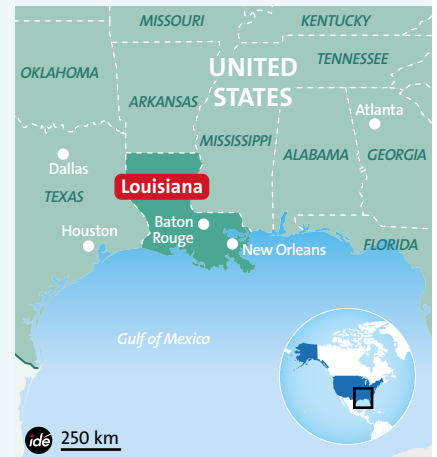 MISSOURI
KENTUCKY
OKLAHOMA
UNITED
STATES
TENNESSEE
ARKANSAS
Atlanta
MISSISSIPPI
ALABAMA
GEORGIA
Dallas
TEXAS
Louisiana
Baton
Rouge
Houston
New Orleans
FLORIDA
Gulf of Mexico
idé
250 km